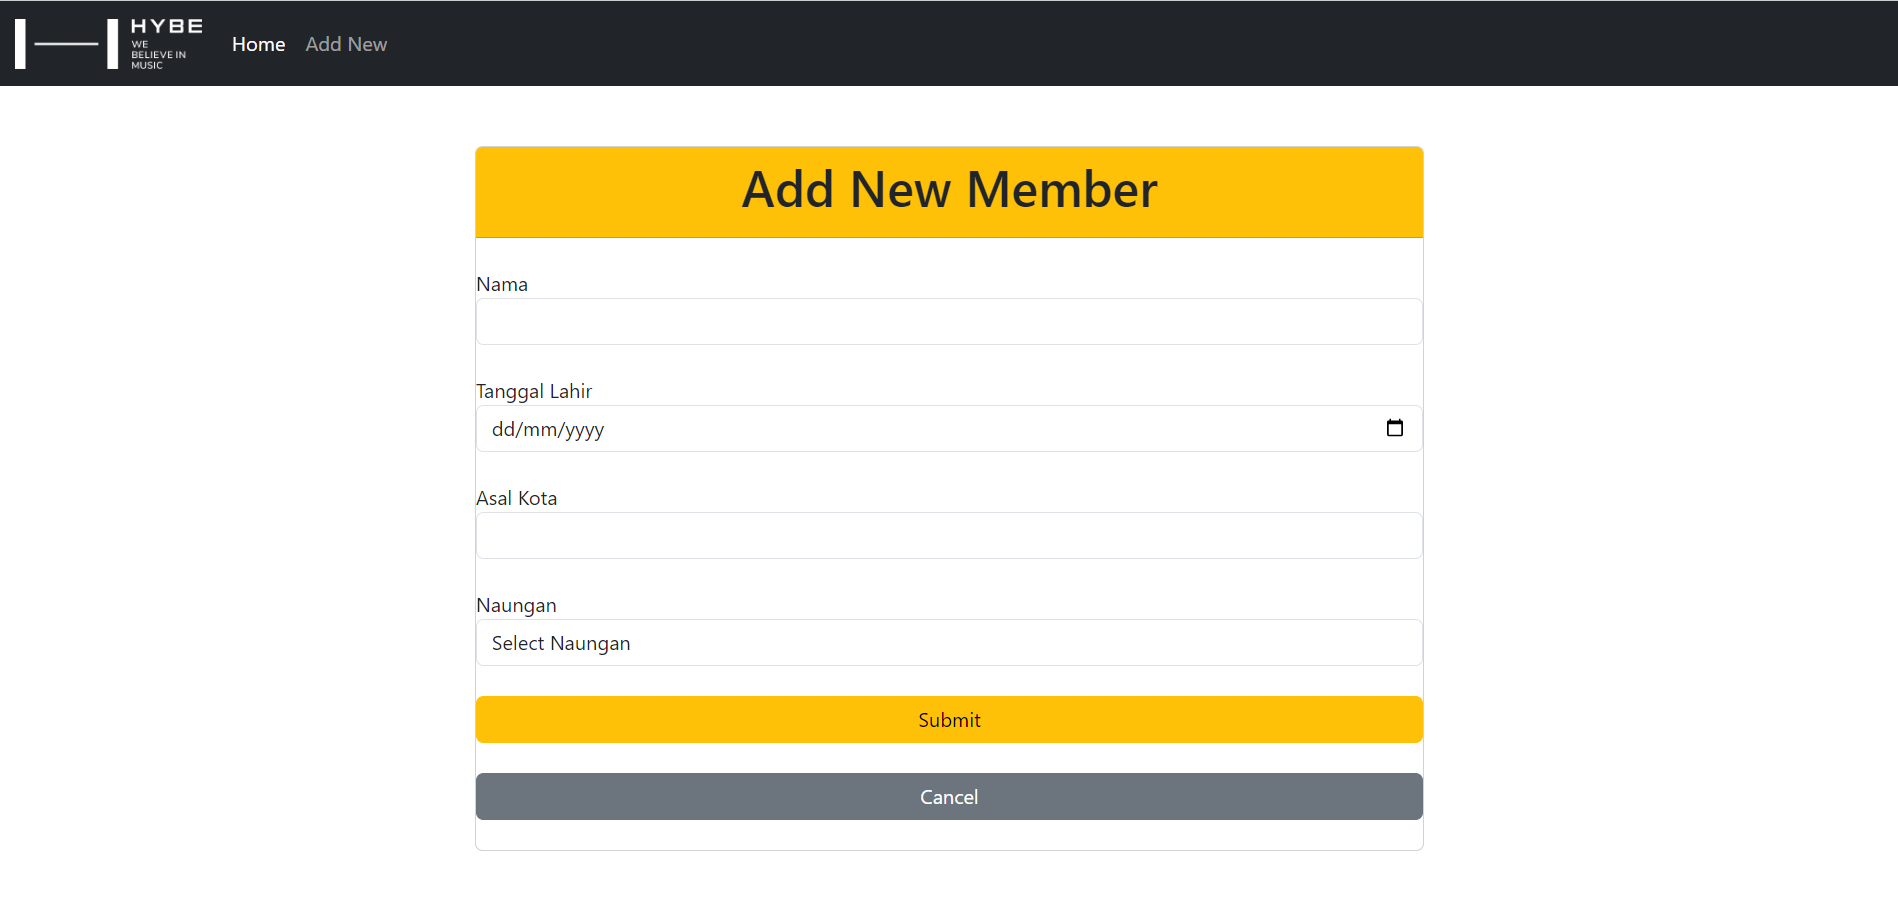 HYBE
WE
BELIEVE IN
MUSIC
Home
Add New
Add New Member
Nama
Tanggal Lahir
dd/mm/yyyy
Asal Kota
Naungan
Select Naungan
Submit
Cancel